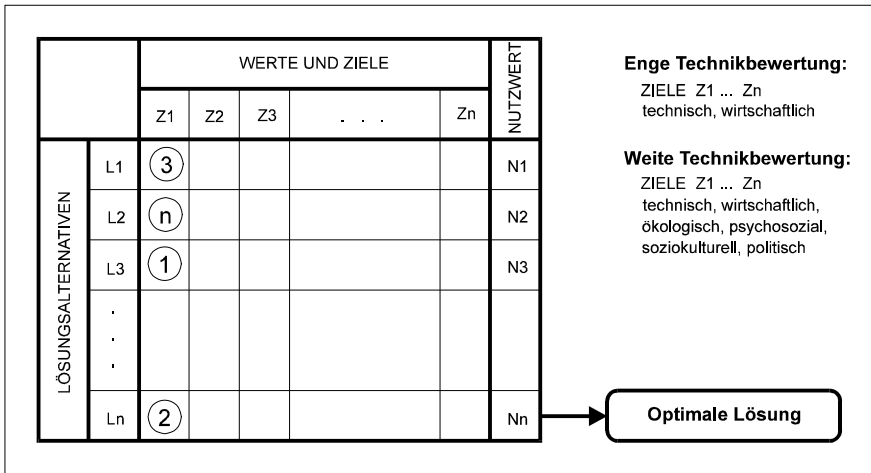 WERTE UND ZIELE
NUTZWERT
Z1 Z2 Z3 . . . Zn
LÖSUNGSALTERNATIVEN
L1 3 N1
L2 n N2
L3 1 N3
.
.
.
Ln 2 Nn
Enge Technikbewertung:
ZIELE Z1 ... Zn
technisch, wirtschaftlich
Weite Technikbewertung:
ZIELE Z1 ... Zn
technisch, wirtschaftlich,
ökologisch, psychosozial,
soziokulturell, politisch
Optimale Lösung